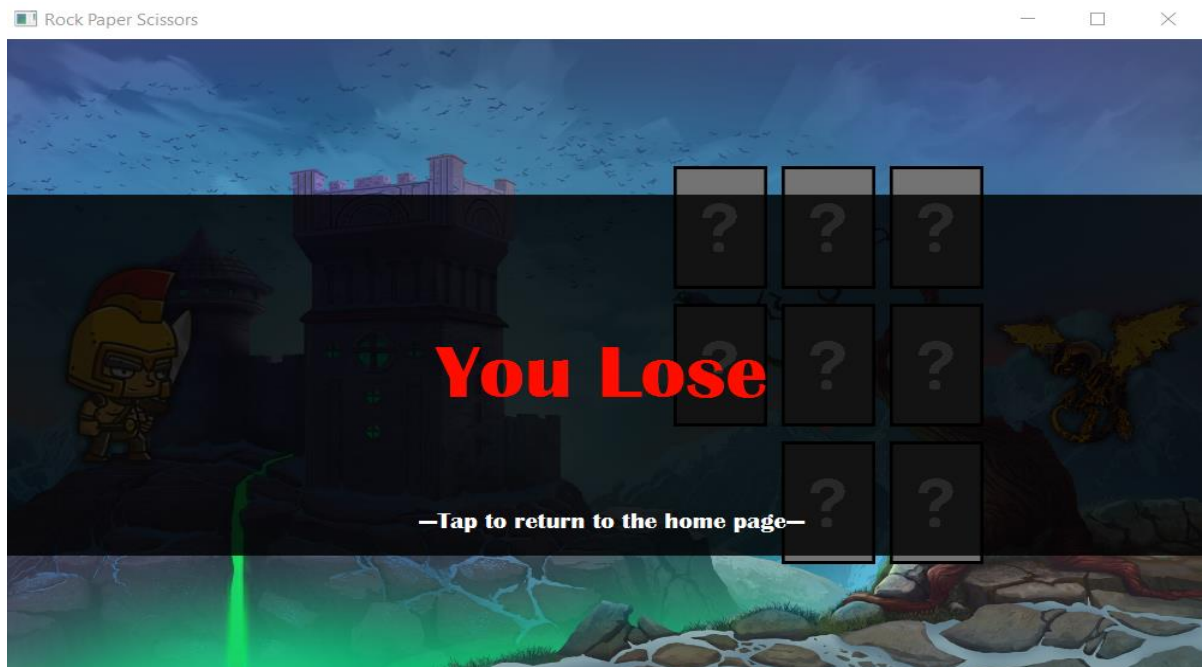 Rock Paper Scissors
? ? ?
? ? ?
You Lose
? ?
—Tap to return to the home page—